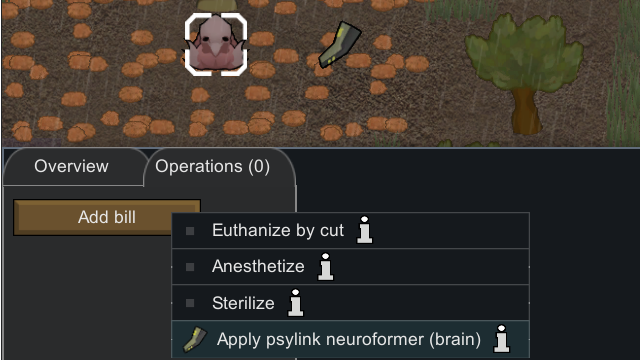 Overview
Operations (0)
Add bill
Euthanize by cut
Anesthetize
Sterilize
Apply psylink neuroformer (brain)